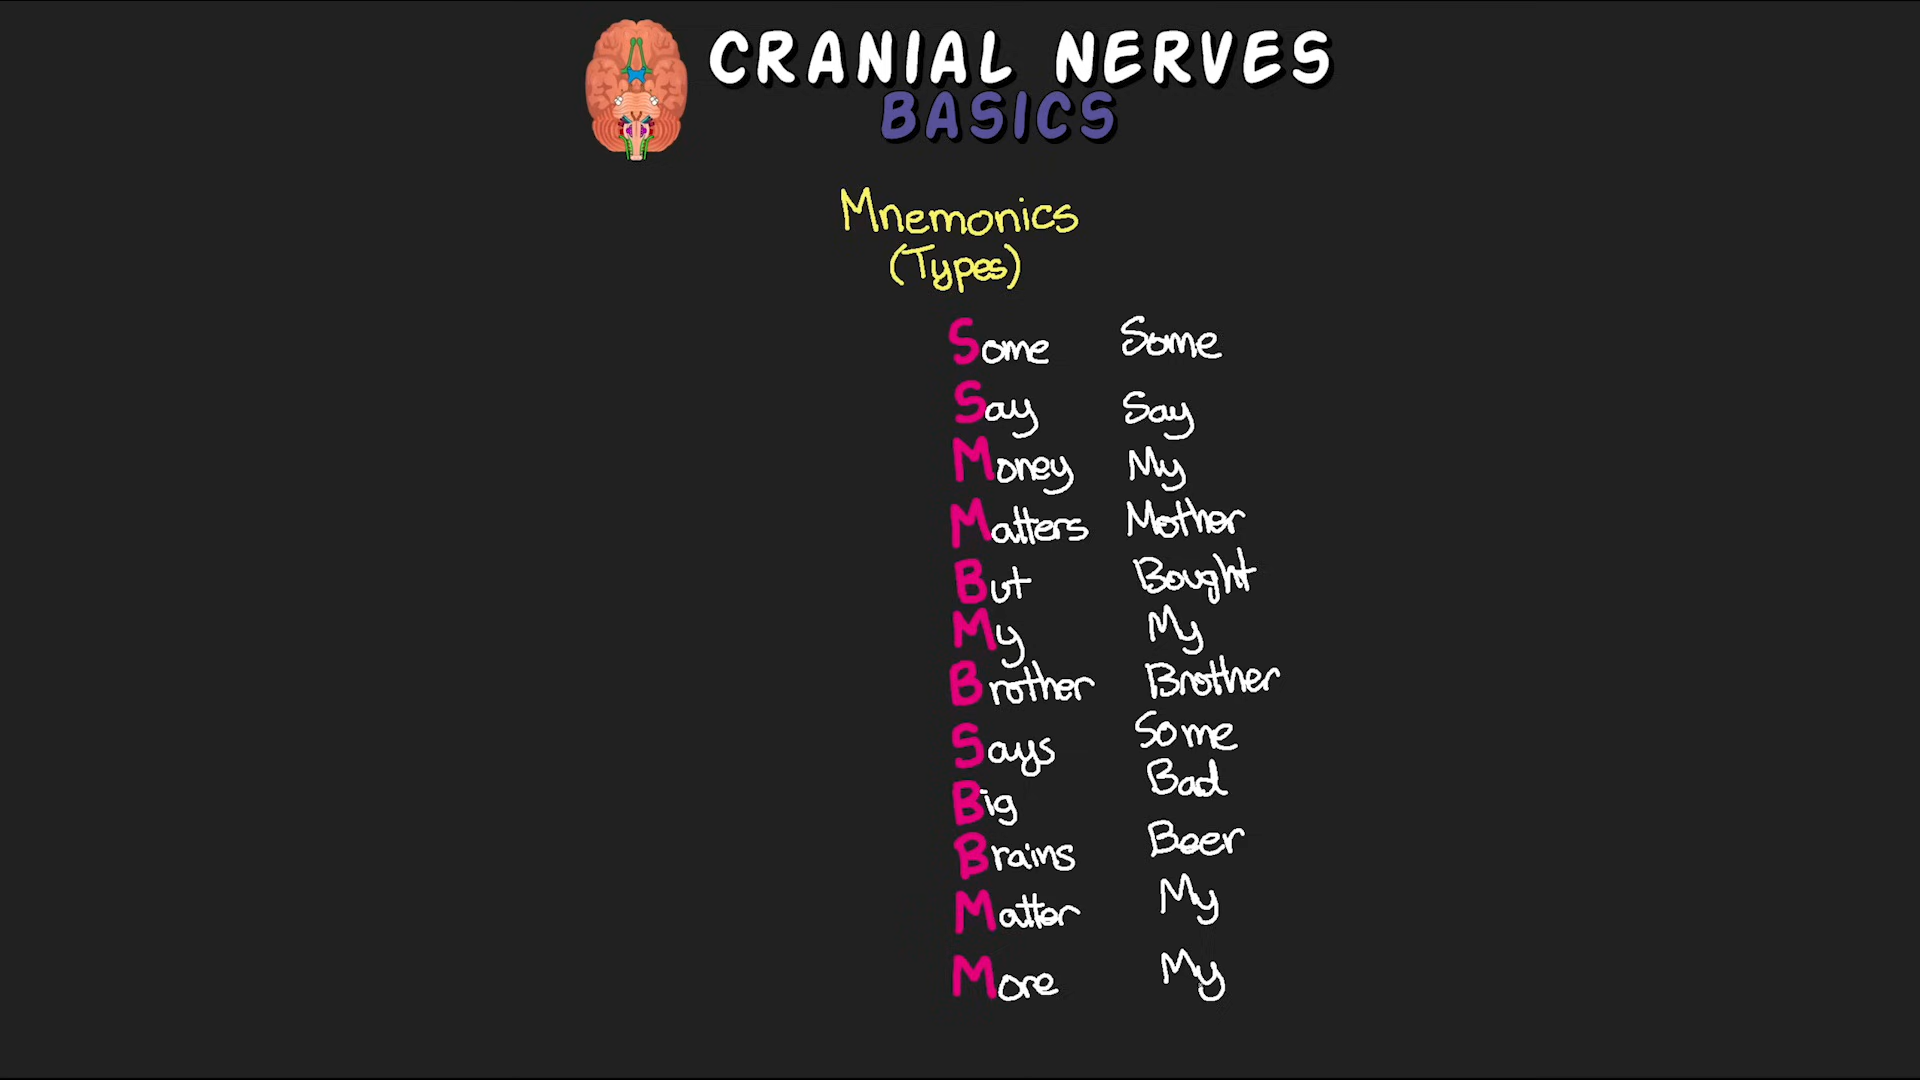 CRANIAL NERVES
BASICS
Mnemonics
(Types)
Some Some
Say Say
Money My
Matters Mother
But Bought
My My
Brother Brother
Says Some
Big Bad
Brains Beer
Matter My
More My